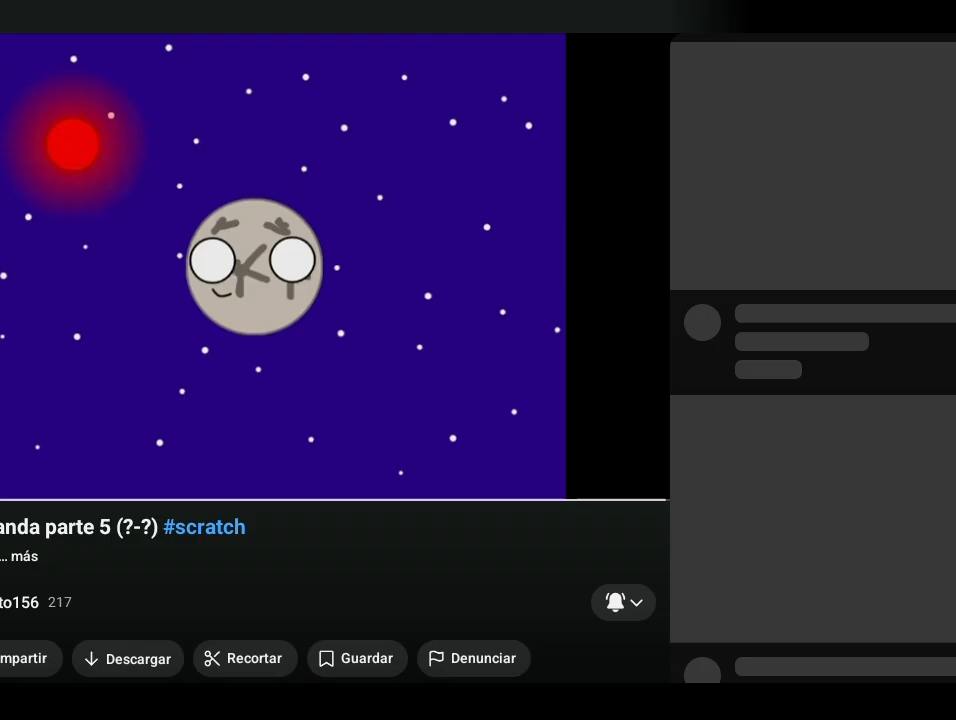 anda parte 5 (?-?) #scratch
... más
to156 217
mpartir Descargar Recortar Guardar Denunciar